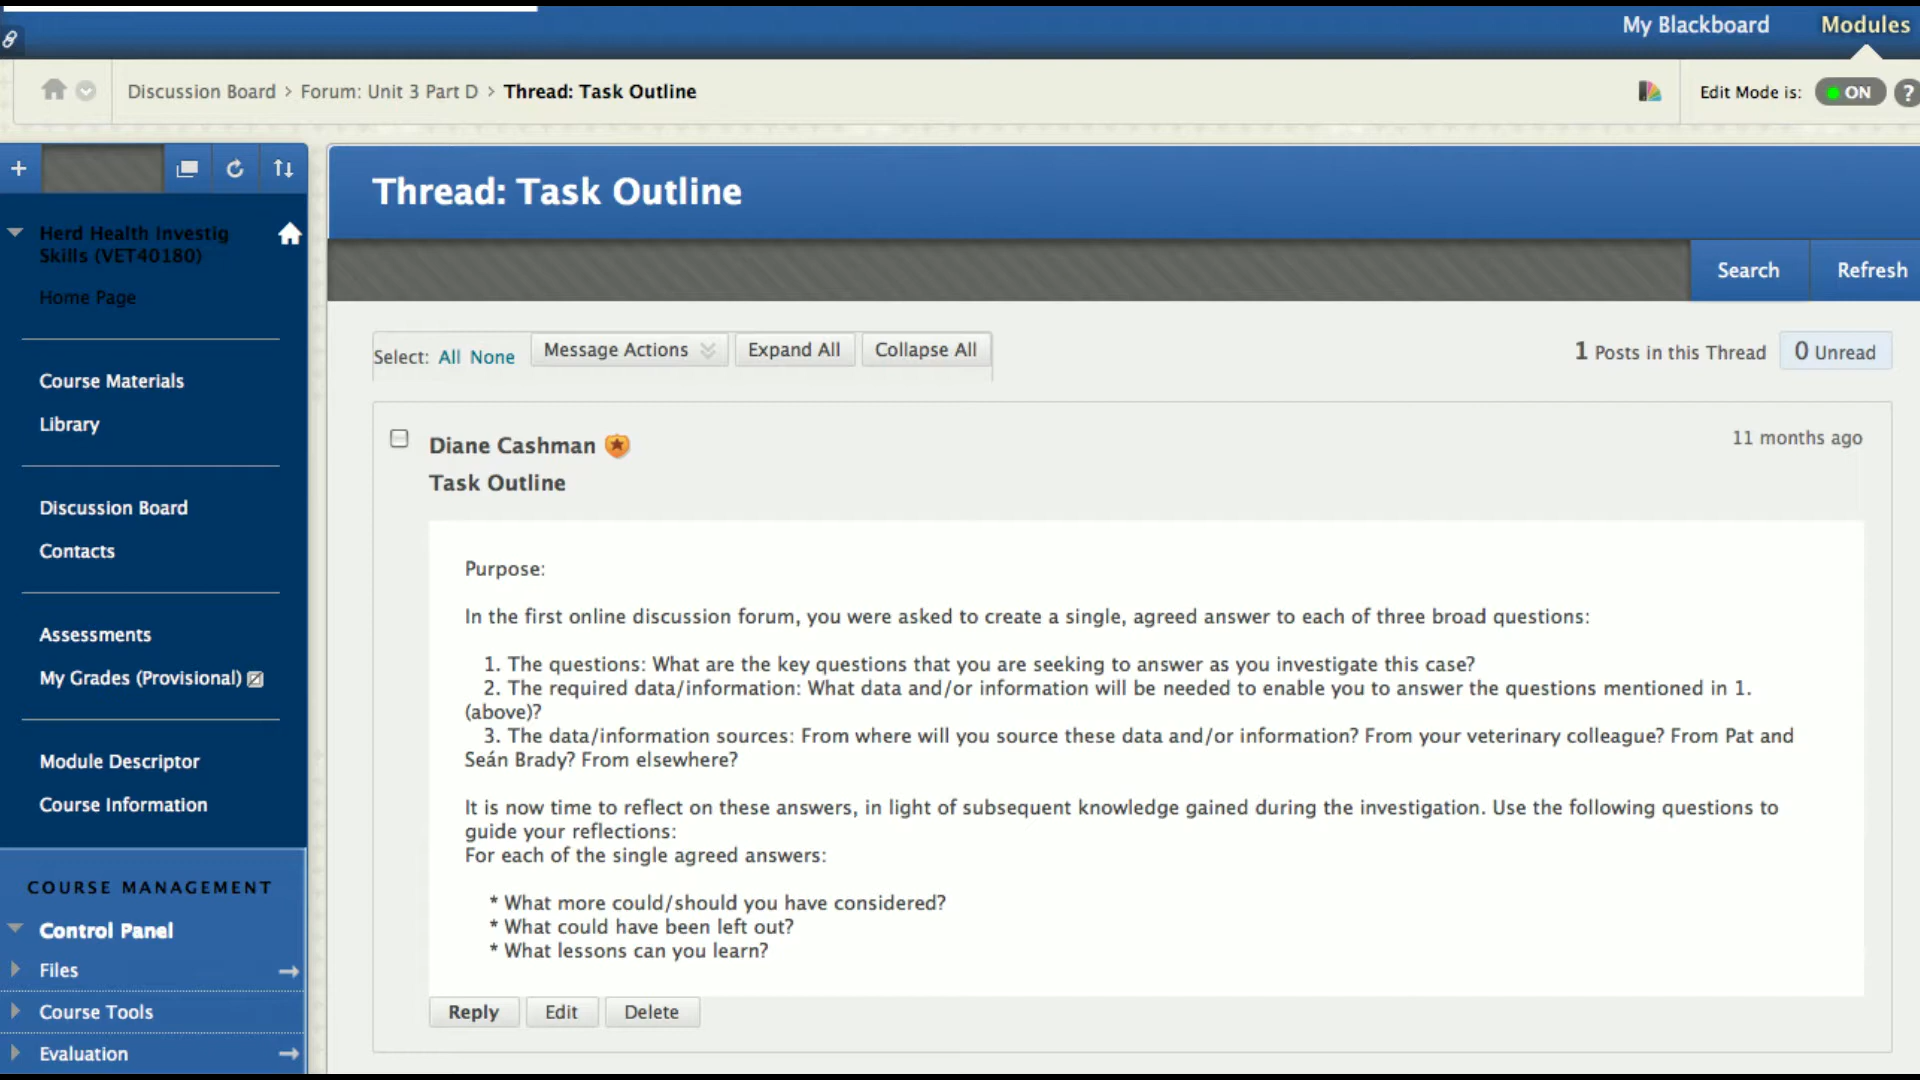 My Blackboard Modules
Discussion Board > Forum: Unit 3 Part D > Thread: Task Outline
Edit Mode is: ON ?
Thread: Task Outline
Search Refresh
Herd Health Investig
Skills (VET40180)
Home Page
Course Materials
Library
Discussion Board
Contacts
Assessments
My Grades (Provisional)
Module Descriptor
Course Information
COURSE MANAGEMENT
Control Panel
Files
Course Tools
Evaluation
Select: All None Message Actions Expand All Collapse All
1 Posts in this Thread 0 Unread
Diane Cashman
11 months ago
Task Outline
Purpose:
In the first online discussion forum, you were asked to create a single, agreed answer to each of three broad questions:
1. The questions: What are the key questions that you are seeking to answer as you investigate this case?
2. The required data/information: What data and/or information will be needed to enable you to answer the questions mentioned in 1.
(above)?
3. The data/information sources: From where will you source these data and/or information? From your veterinary colleague? From Pat and
Seán Brady? From elsewhere?
It is now time to reflect on these answers, in light of subsequent knowledge gained during the investigation. Use the following questions to
guide your reflections:
For each of the single agreed answers:
* What more could/should you have considered?
* What could have been left out?
* What lessons can you learn?
Reply Edit Delete